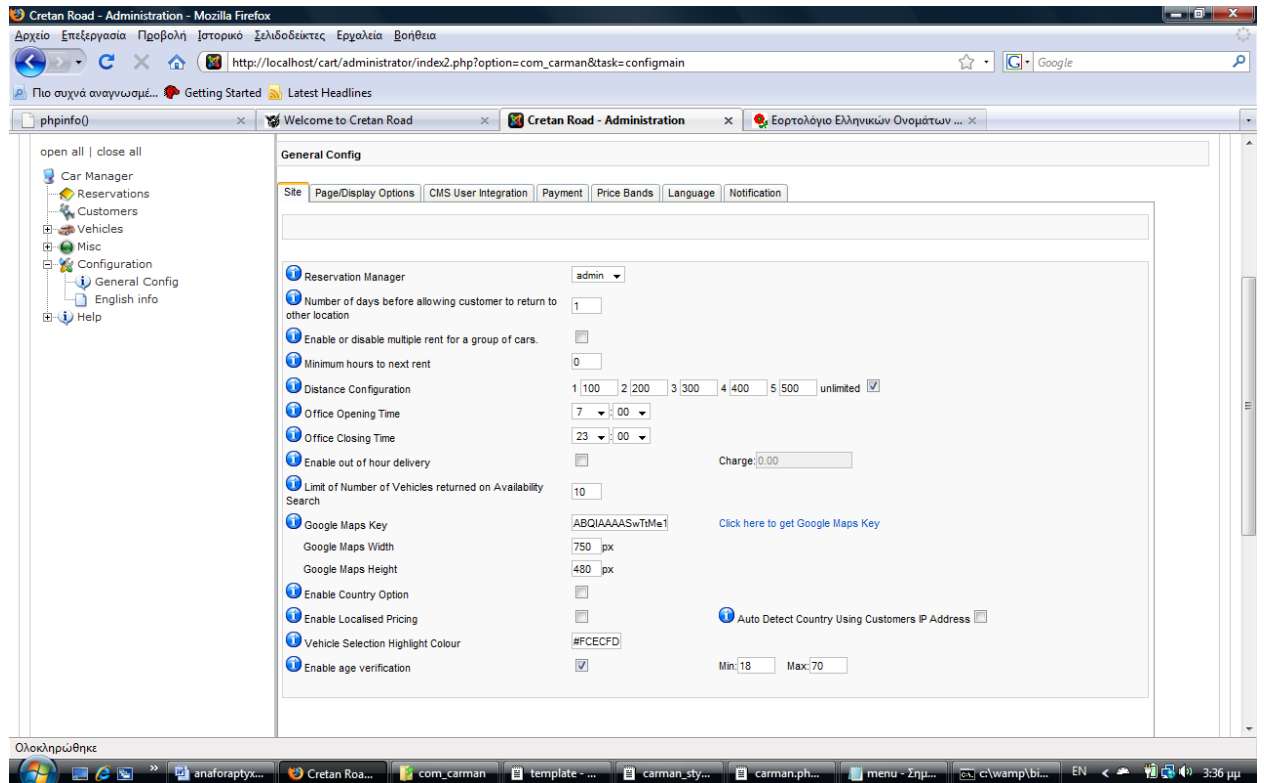 Cretan Road - Administration - Mozilla Firefox
Αρχείο Επεξεργασία Προβολή Ιστορικό Σελιδοδείκτες Εργαλεία Βοήθεια
http://localhost/cart/administrator/index2.php?option=com_carman&task=configmain
Google
Πιο συχνά αναγνωσμέ... Getting Started Latest Headlines
phpinfo() Welcome to Cretan Road Cretan Road - Administration Εορτολόγιο Ελληνικών Ονομάτων ...
open all | close all
Car Manager
Reservations
Customers
Vehicles
Misc
Configuration
General Config
English info
Help
General Config
Site Page/Display Options CMS User Integration Payment Price Bands Language Notification
Reservation Manager admin
Number of days before allowing customer to return to
other location 1
Enable or disable multiple rent for a group of cars.
Minimum hours to next rent 0
Distance Configuration 1 100 2 200 3 300 4 400 5 500 unlimited
Office Opening Time 7 : 00
Office Closing Time 23 : 00
Enable out of hour delivery Charge: 0.00
Limit of Number of Vehicles returned on Availability
Search 10
Google Maps Key ABQIAAAASwTtMe1 Click here to get Google Maps Key
Google Maps Width 750 px
Google Maps Height 480 px
Enable Country Option
Enable Localised Pricing Auto Detect Country Using Customers IP Address
Vehicle Selection Highlight Colour #FCECFD
Enable age verification Min: 18 Max: 70
Ολοκληρώθηκε
anaforaptyx... Cretan Roa... com_carman template - ... carman_sty... carman.ph... menu - Σημ... c:\wamp\bi... EN 3:36 μμ